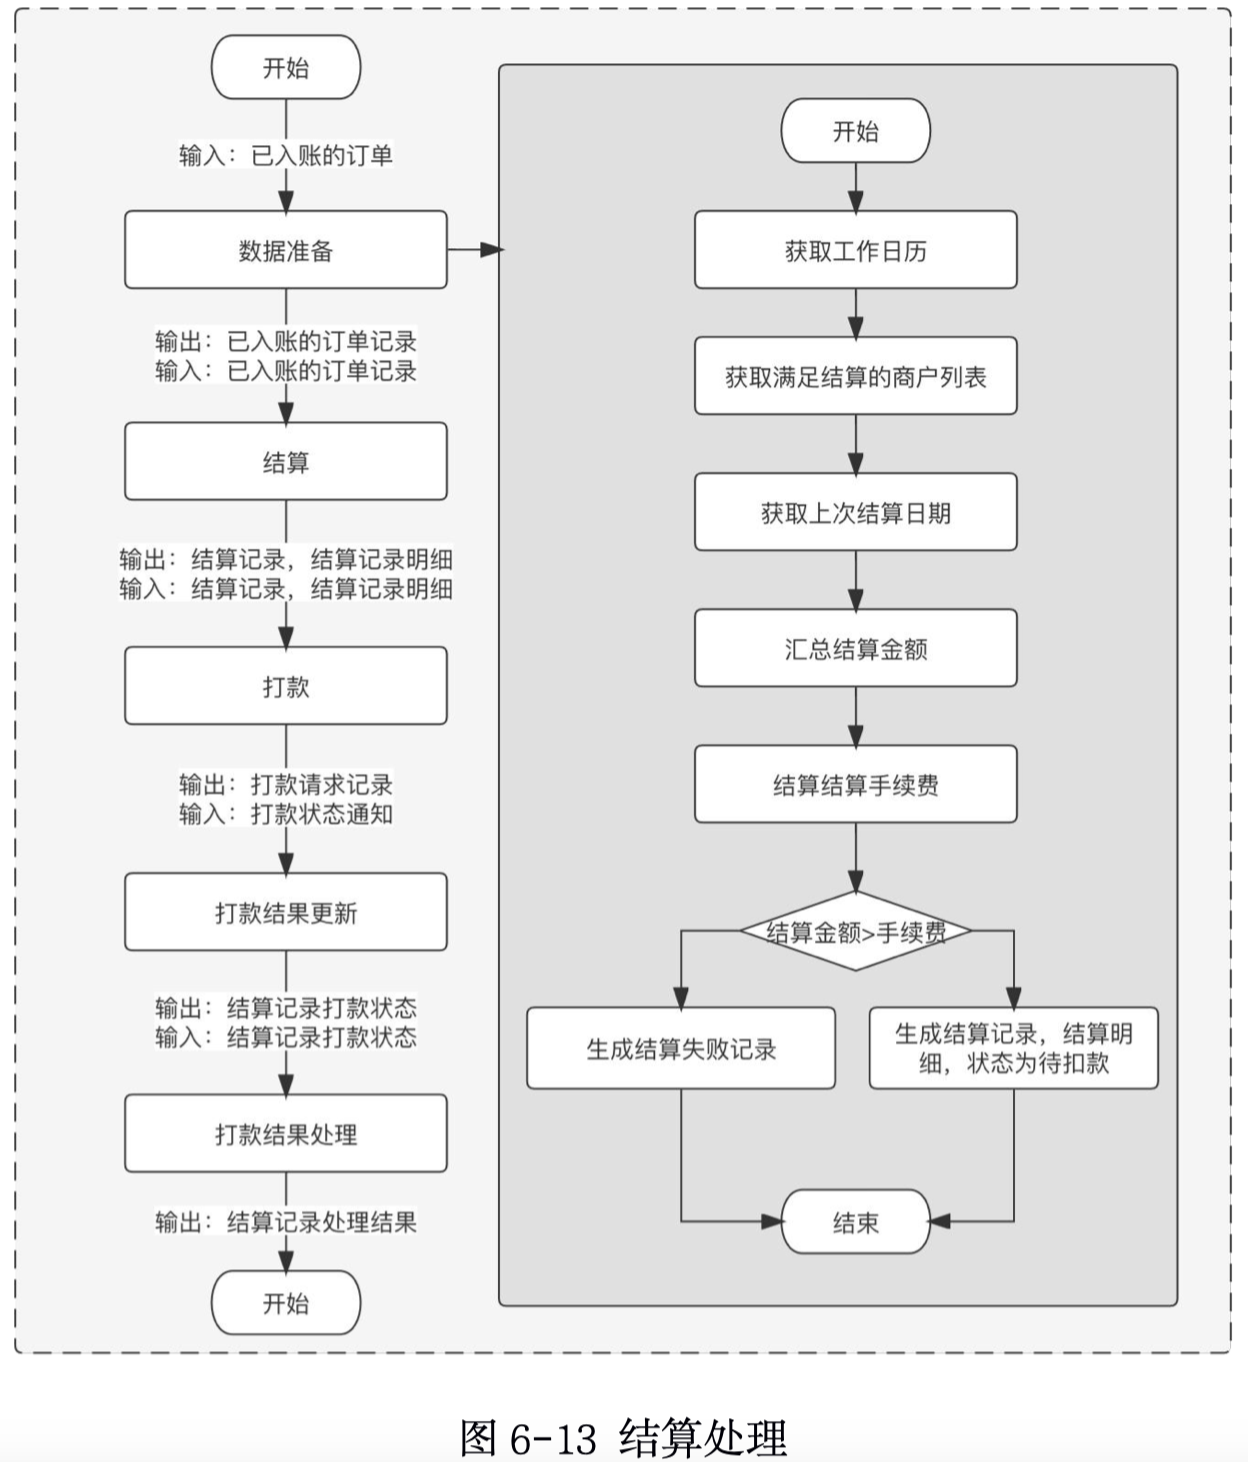 开始
输入：已入账的订单
数据准备
输出：已入账的订单记录
输入：已入账的订单记录
结算
输出：结算记录，结算记录明细
输入：结算记录，结算记录明细
打款
输出：打款请求记录
输入：打款状态通知
打款结果更新
输出：结算记录打款状态
输入：结算记录打款状态
打款结果处理
输出：结算记录处理结果
开始
开始
获取工作日历
获取满足结算的商户列表
获取上次结算日期
汇总结算金额
结算结算手续费
结算金额>手续费
生成结算失败记录
生成结算记录，结算明
细，状态为待扣款
结束
图 6-13 结算处理